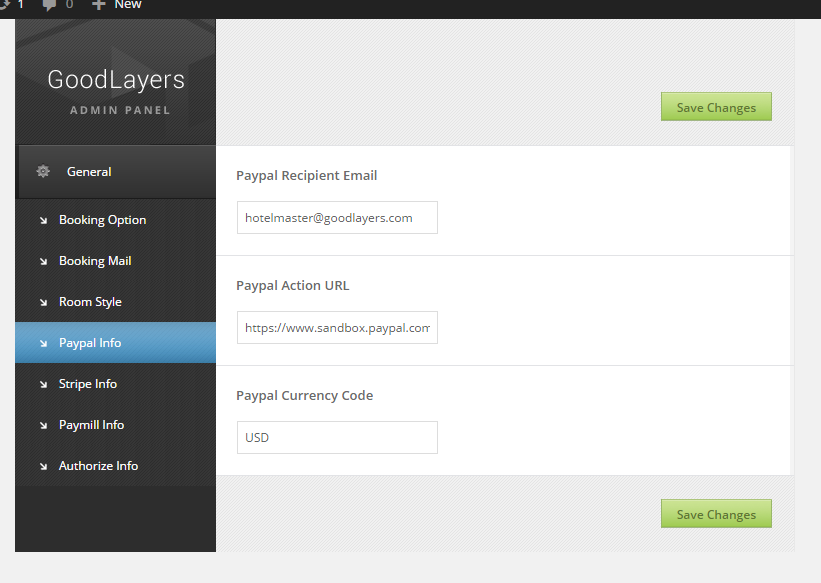 1 0 New
GoodLayers
ADMIN PANEL
Save Changes
General
Booking Option
Booking Mail
Room Style
Paypal Info
Stripe Info
Paymill Info
Authorize Info
Paypal Recipient Email
hotelmaster@goodlayers.com
Paypal Action URL
https://www.sandbox.paypal.com
Paypal Currency Code
USD
Save Changes